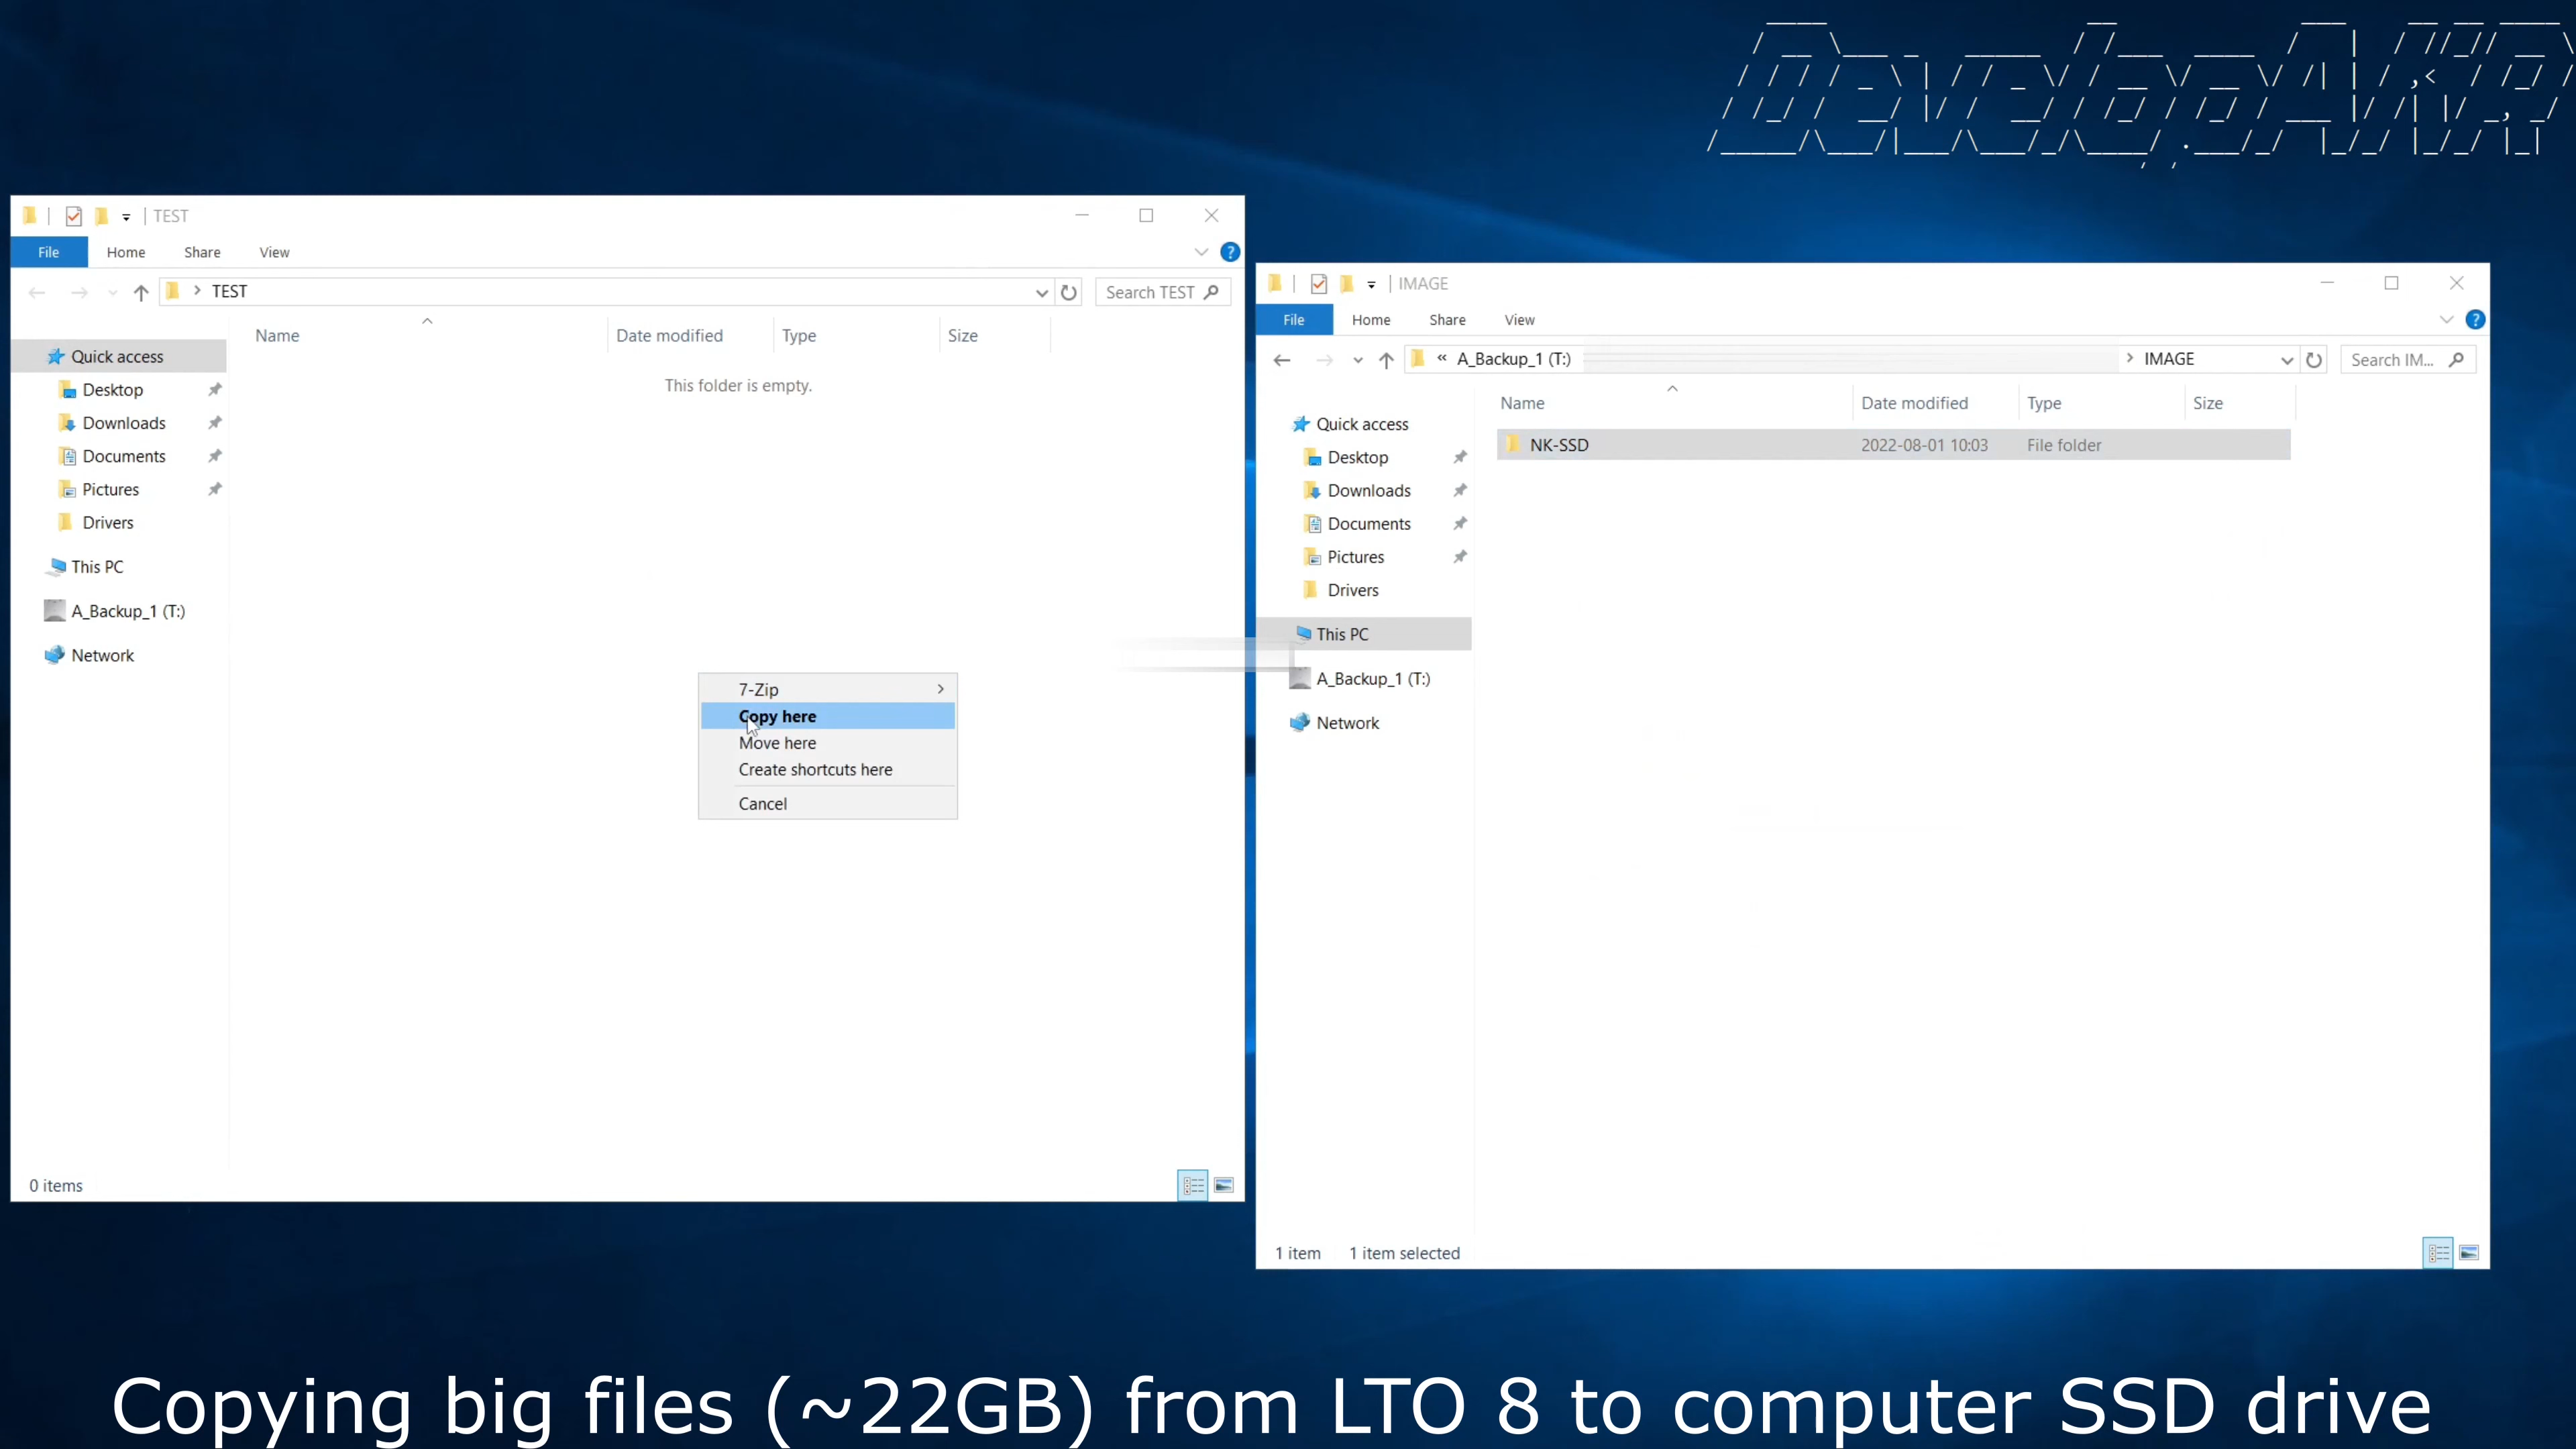 DevelopAKR
TEST
File Home Share View
TEST
Search TEST
Name Date modified Type Size
This folder is empty.
Quick access
Desktop
Downloads
Documents
Pictures
Drivers
This PC
A_Backup_1 (T:)
Network
7-Zip
Copy here
Move here
Create shortcuts here
Cancel
0 items
IMAGE
File Home Share View
« A_Backup_1 (T:) IMAGE
Search IM...
Name Date modified Type Size
NK-SSD 2022-08-01 10:03 File folder
Quick access
Desktop
Downloads
Documents
Pictures
Drivers
This PC
A_Backup_1 (T:)
Network
1 item 1 item selected
Copying big files (~22GB) from LTO 8 to computer SSD drive